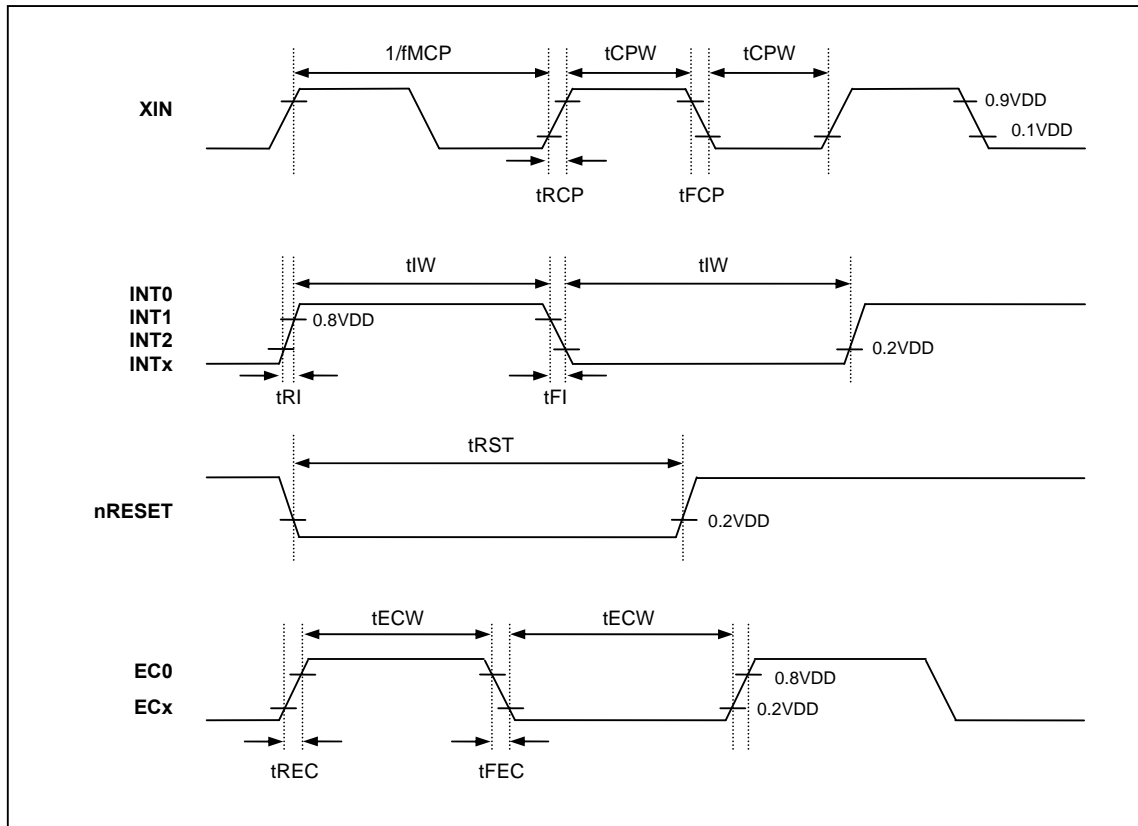 1/fMCP tCPW tCPW
XIN
0.9VDD
0.1VDD
tRCP tFCP
tIW tIW
INT0
INT1 0.8VDD
INT2 0.2VDD
INTx
tRI tFI
tRST
nRESET
0.2VDD
tECW tECW
EC0 0.8VDD
ECx 0.2VDD
tREC tFEC